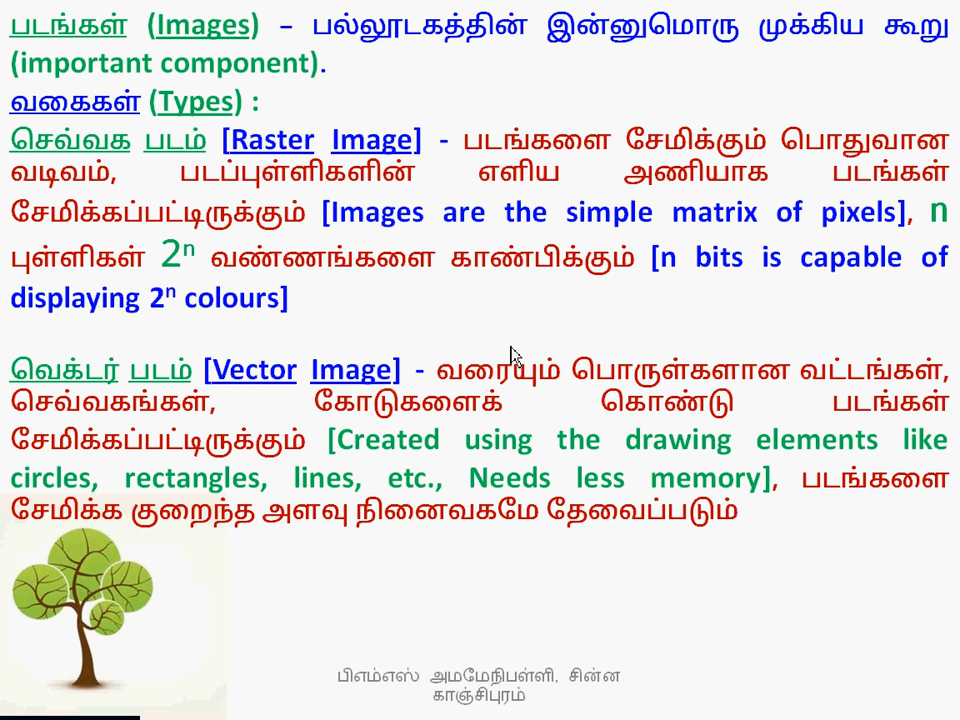 படங்கள் (Images) – பல்லூடகத்தின் இன்னுமொரு முக்கிய கூறு
(important component).
வகைகள் (Types) :
செவ்வக படம் [Raster Image] - படங்களை சேமிக்கும் பொதுவான
வடிவம், படப்புள்ளிகளின் எளிய அணியாக படங்கள்
சேமிக்கப்பட்டிருக்கும் [Images are the simple matrix of pixels], n
புள்ளிகள் 2ⁿ வண்ணங்களை காண்பிக்கும் [n bits is capable of
displaying 2ⁿ colours]
வெக்டர் படம் [Vector Image] - வரையும் பொருள்களான வட்டங்கள்,
செவ்வகங்கள், கோடுகளைக் கொண்டு படங்கள்
சேமிக்கப்பட்டிருக்கும் [Created using the drawing elements like
circles, rectangles, lines, etc., Needs less memory], படங்களை
சேமிக்க குறைந்த அளவு நினைவகமே தேவைப்படும்
பிஎம்எஸ் அமமேநிபள்ளி, சின்ன
காஞ்சிபுரம்